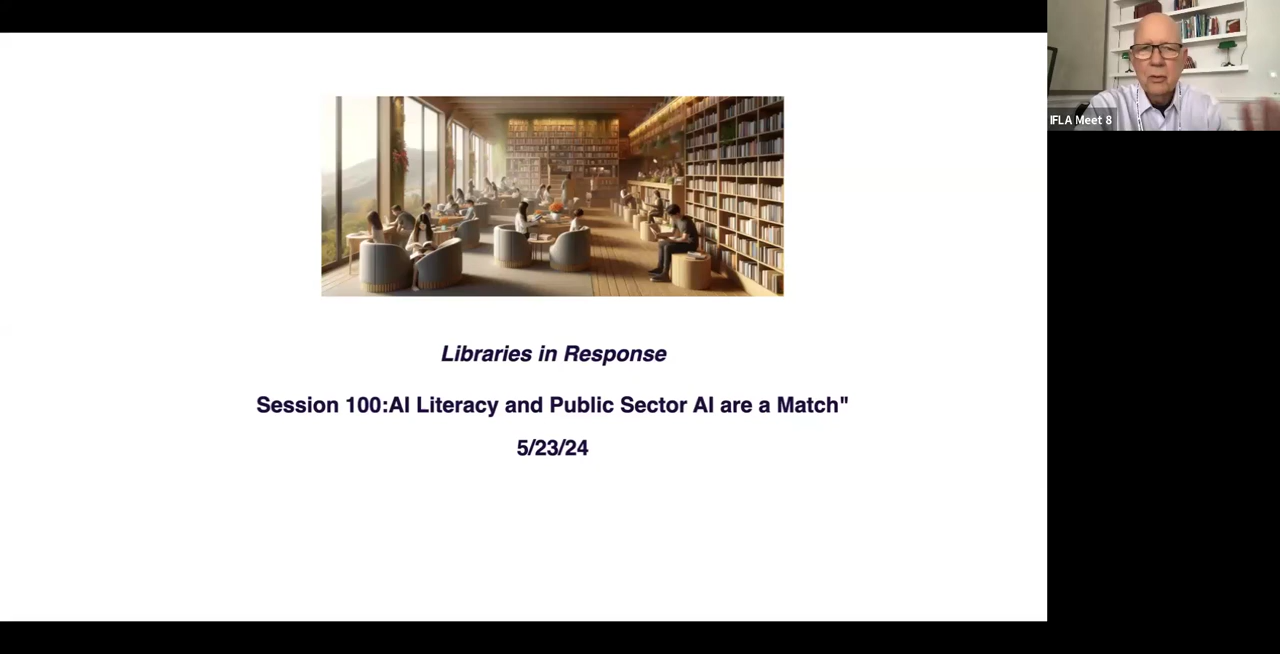 Libraries in Response
Session 100:AI Literacy and Public Sector AI are a Match"
5/23/24
IFLA Meet 8